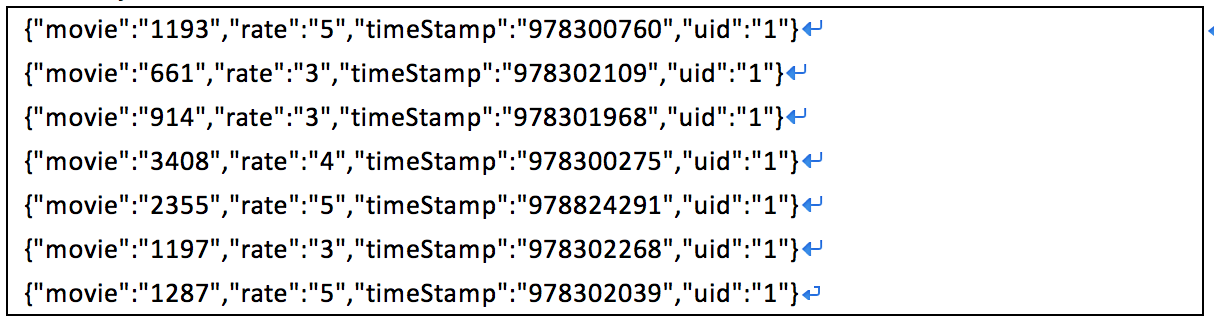 {"movie":"1193","rate":"5","timeStamp":"978300760","uid":"1"}
{"movie":"661","rate":"3","timeStamp":"978302109","uid":"1"}
{"movie":"914","rate":"3","timeStamp":"978301968","uid":"1"}
{"movie":"3408","rate":"4","timeStamp":"978300275","uid":"1"}
{"movie":"2355","rate":"5","timeStamp":"978824291","uid":"1"}
{"movie":"1197","rate":"3","timeStamp":"978302268","uid":"1"}
{"movie":"1287","rate":"5","timeStamp":"978302039","uid":"1"}